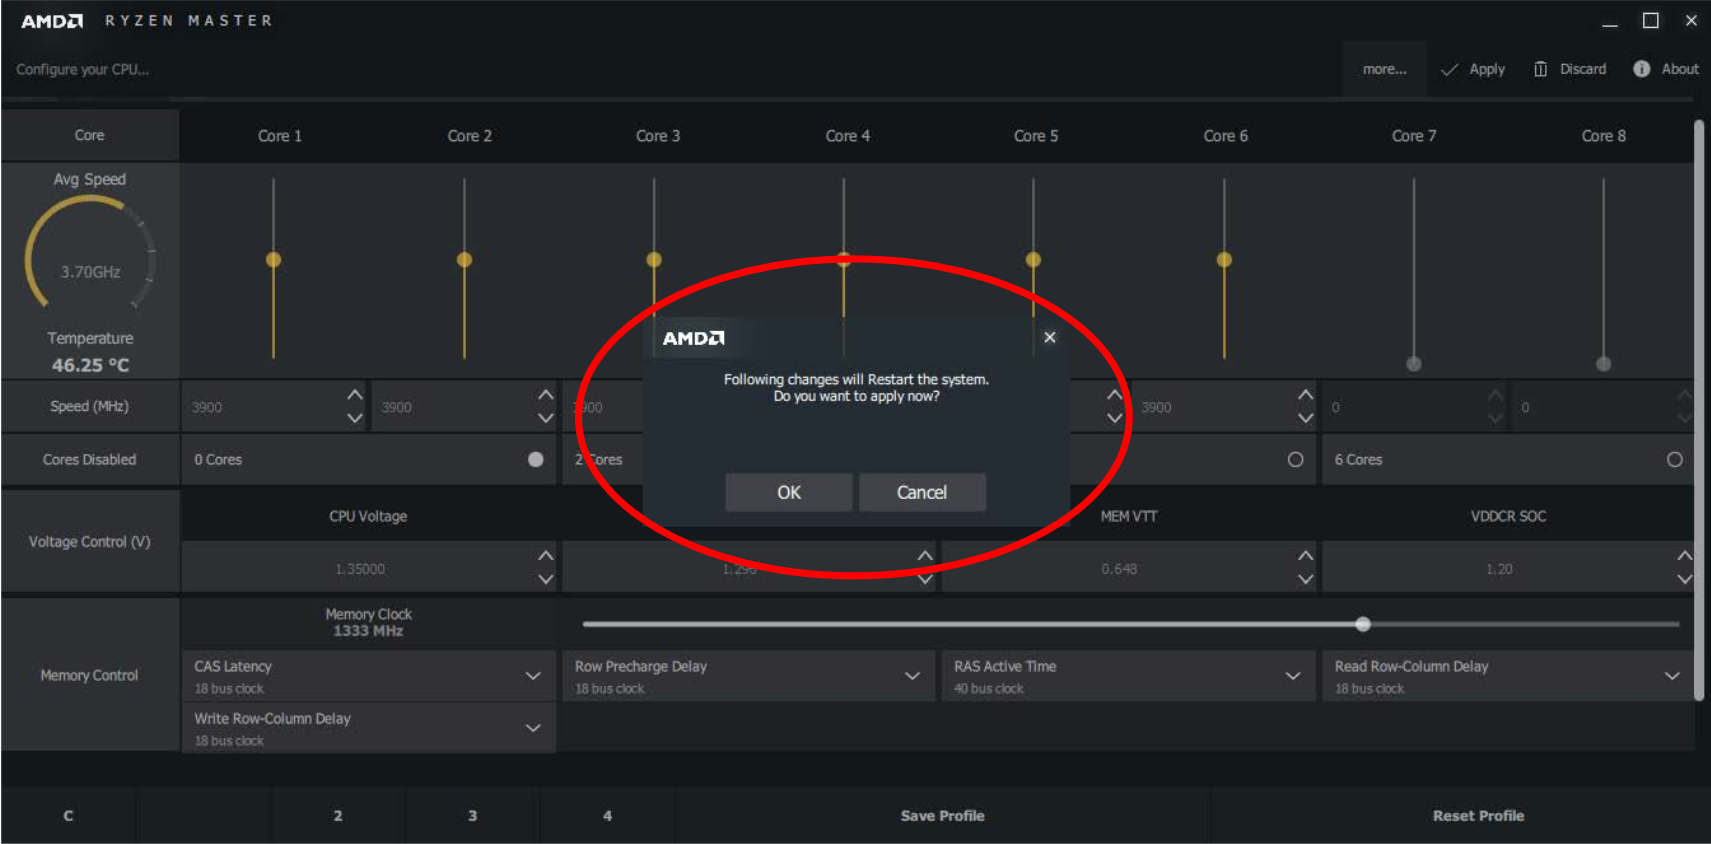 AMD RYZEN MASTER
Configure your CPU...
more... Apply Discard About
Core Core 1 Core 2 Core 3 Core 4 Core 5 Core 6 Core 7 Core 8
Avg Speed
3.70GHz
Temperature
46.25 °C
AMD
Following changes will Restart the system.
Do you want to apply now?
OK Cancel
Speed (MHz) 3900 3900 3900 3900 0 0
Cores Disabled 0 Cores 2 Cores 6 Cores
Voltage Control (V)
CPU Voltage MEM VTT VDDCR SOC
1.35000 1.296 0.648 1.20
Memory Control
Memory Clock
1333 MHz
CAS Latency
18 bus clock
Row Precharge Delay
18 bus clock
RAS Active Time
40 bus clock
Read Row-Column Delay
18 bus clock
Write Row-Column Delay
18 bus clock
C 2 3 4 Save Profile Reset Profile